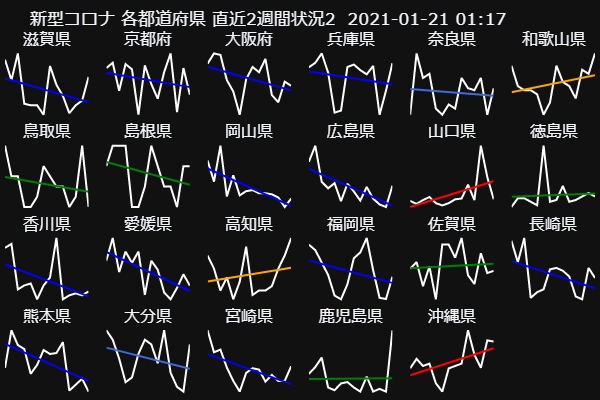 新型コロナ 各都道府県 直近2週間状況2 2021-01-21 01:17
滋賀県 京都府 大阪府 兵庫県 奈良県 和歌山県
鳥取県 島根県 岡山県 広島県 山口県 徳島県
香川県 愛媛県 高知県 福岡県 佐賀県 長崎県
熊本県 大分県 宮崎県 鹿児島県 沖縄県